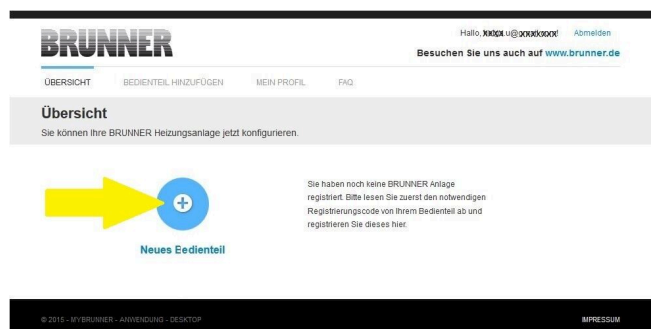 BRUNNER
Hallo, Abmelden
Besuchen Sie uns auch auf www.brunner.de
ÜBERSICHT BEDIENTEIL HINZUFÜGEN MEIN PROFIL FAQ
Übersicht
Sie können Ihre BRUNNER Heizungsanlage jetzt konfigurieren.
Sie haben noch keine BRUNNER Anlage
registriert. Bitte lesen Sie zuerst den notwendigen
Registrierungscode von Ihrem Bedienteil ab und
registrieren Sie dieses hier.
Neues Bedienteil
© 2015 - MYBRUNNER - ANWENDUNG - DESKTOP IMPRESSUM